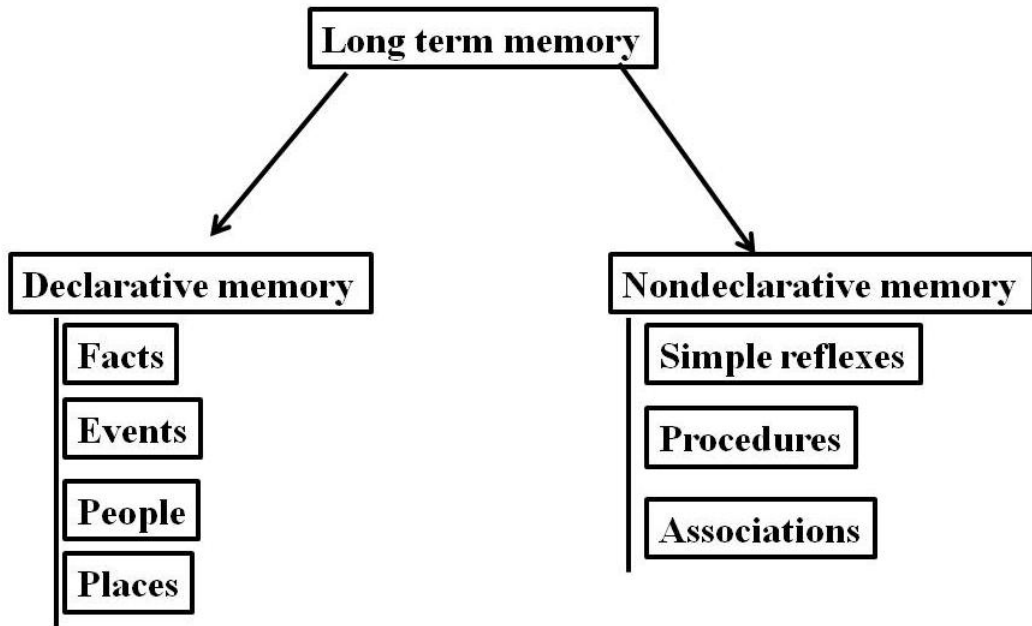 Long term memory
Declarative memory
Facts
Events
People
Places
Nondeclarative memory
Simple reflexes
Procedures
Associations